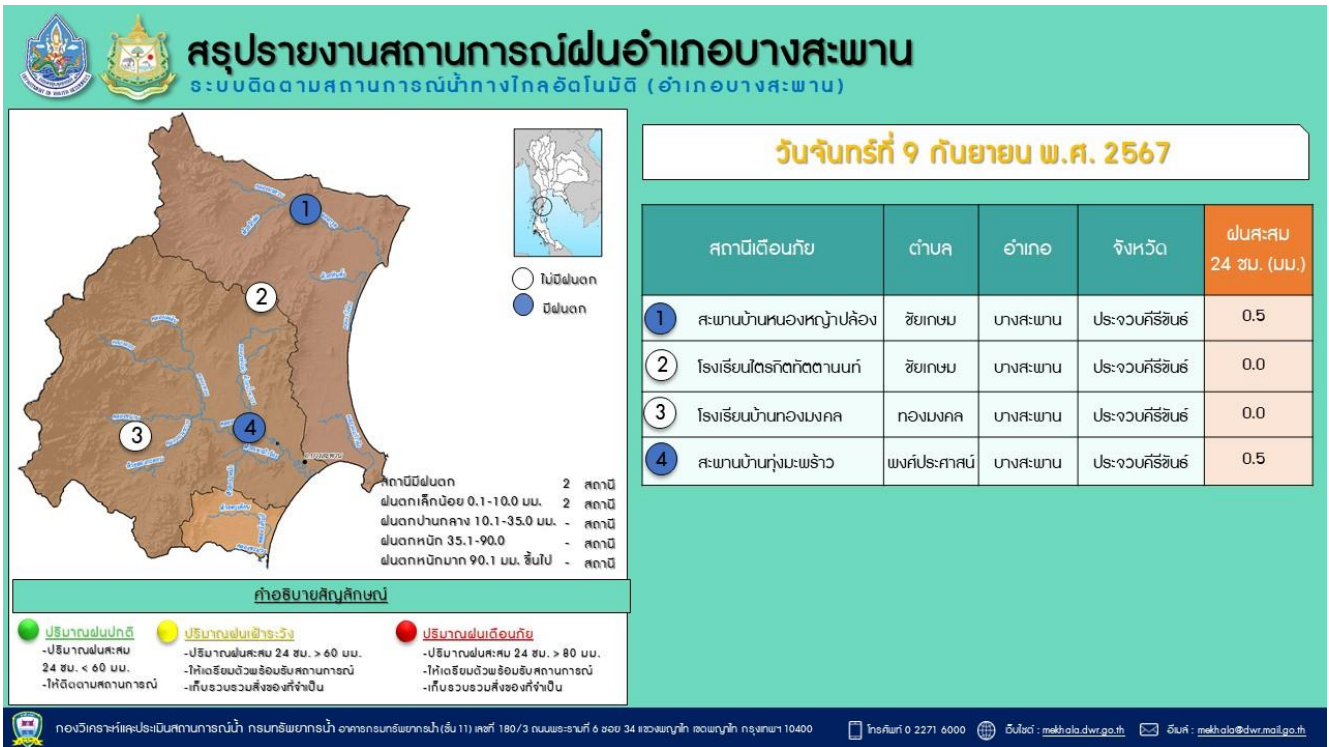 สรุปรายงานสถานการณ์ฝนอำเภอบางสะพาน
ระบบติดตามสถานการณ์น้ำทางไกลอัตโนมัติ (อำเภอบางสะพาน)
1
2
3
4
ไม่มีฝนตก
มีฝนตก
สถานีมีฝนตก 2 สถานี
ฝนตกเล็กน้อย 0.1-10.0 มม. 2 สถานี
ฝนตกปานกลาง 10.1-35.0 มม. - สถานี
ฝนตกหนัก 35.1-90.0 - สถานี
ฝนตกหนักมาก 90.1 มม. ขึ้นไป - สถานี
คำอธิบายสัญลักษณ์
ปริมาณฝนปกติ
-ปริมาณฝนสะสม
24 ชม. < 60 มม.
-ให้ติดตามสถานการณ์
ปริมาณฝนเฝ้าระวัง
-ปริมาณฝนสะสม 24 ชม. > 60 มม.
-ให้เตรียมตัวพร้อมรับสถานการณ์
-เก็บรวบรวมสิ่งของที่จำเป็น
ปริมาณฝนเตือนภัย
-ปริมาณฝนสะสม 24 ชม. > 80 มม.
-ให้เตรียมตัวพร้อมรับสถานการณ์
-เก็บรวบรวมสิ่งของที่จำเป็น
วันจันทร์ที่ 9 กันยายน พ.ศ. 2567
สถานีเตือนภัย ตำบล อำเภอ จังหวัด ฝนสะสม
24 ชม. (มม.)
1 สะพานบ้านหนองหญ้าปล้อง ชัยเกษม บางสะพาน ประจวบคีรีขันธ์ 0.5
2 โรงเรียนไตรกิตทัตตานนท์ ชัยเกษม บางสะพาน ประจวบคีรีขันธ์ 0.0
3 โรงเรียนบ้านทองมงคล ทองมงคล บางสะพาน ประจวบคีรีขันธ์ 0.0
4 สะพานบ้านทุ่งมะพร้าว พงศ์ประศาสน์ บางสะพาน ประจวบคีรีขันธ์ 0.5
กองวิเคราะห์และประเมินสถานการณ์น้ำ กรมทรัพยากรน้ำ อาคารกรมทรัพยากรน้ำ (ชั้น 11) เลขที่ 180/3 ถนนพระรามที่ 6 ซอย 34 แขวงพญาไท เขตพญาไท กรุงเทพฯ 10400 โทรศัพท์ 0 2271 6000 เว็บไซต์ : mekhala.dwr.go.th อีเมล์ : mekhala@dwr.mail.go.th